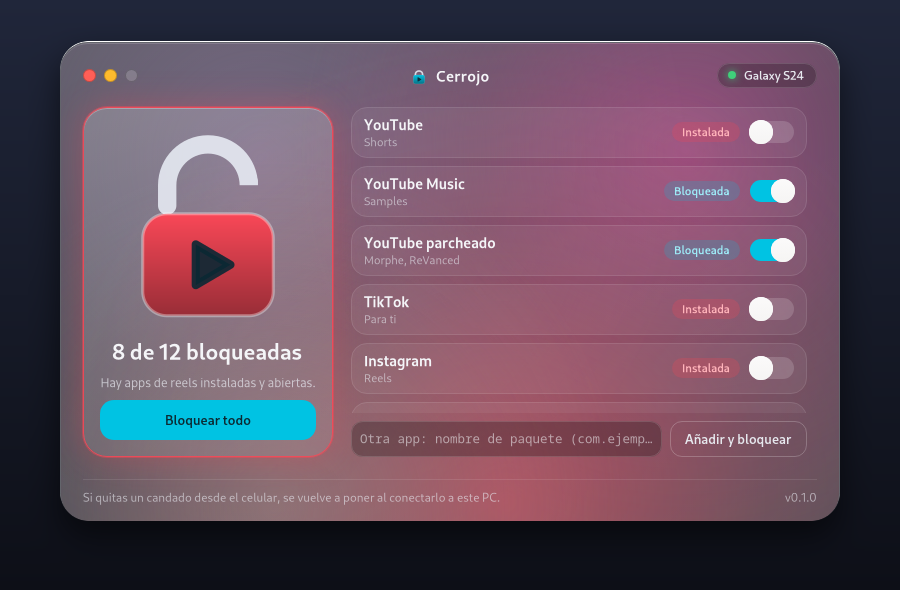 Cerrojo
Galaxy S24
8 de 12 bloqueadas
Hay apps de reels instaladas y abiertas.
Bloquear todo
YouTube
Shorts
Instalada
YouTube Music
Samples
Bloqueada
YouTube parcheado
Morphe, ReVanced
Bloqueada
TikTok
Para ti
Instalada
Instagram
Reels
Instalada
Otra app: nombre de paquete (com.ejemp…
Añadir y bloquear
Si quitas un candado desde el celular, se vuelve a poner al conectarlo a este PC.
v0.1.0